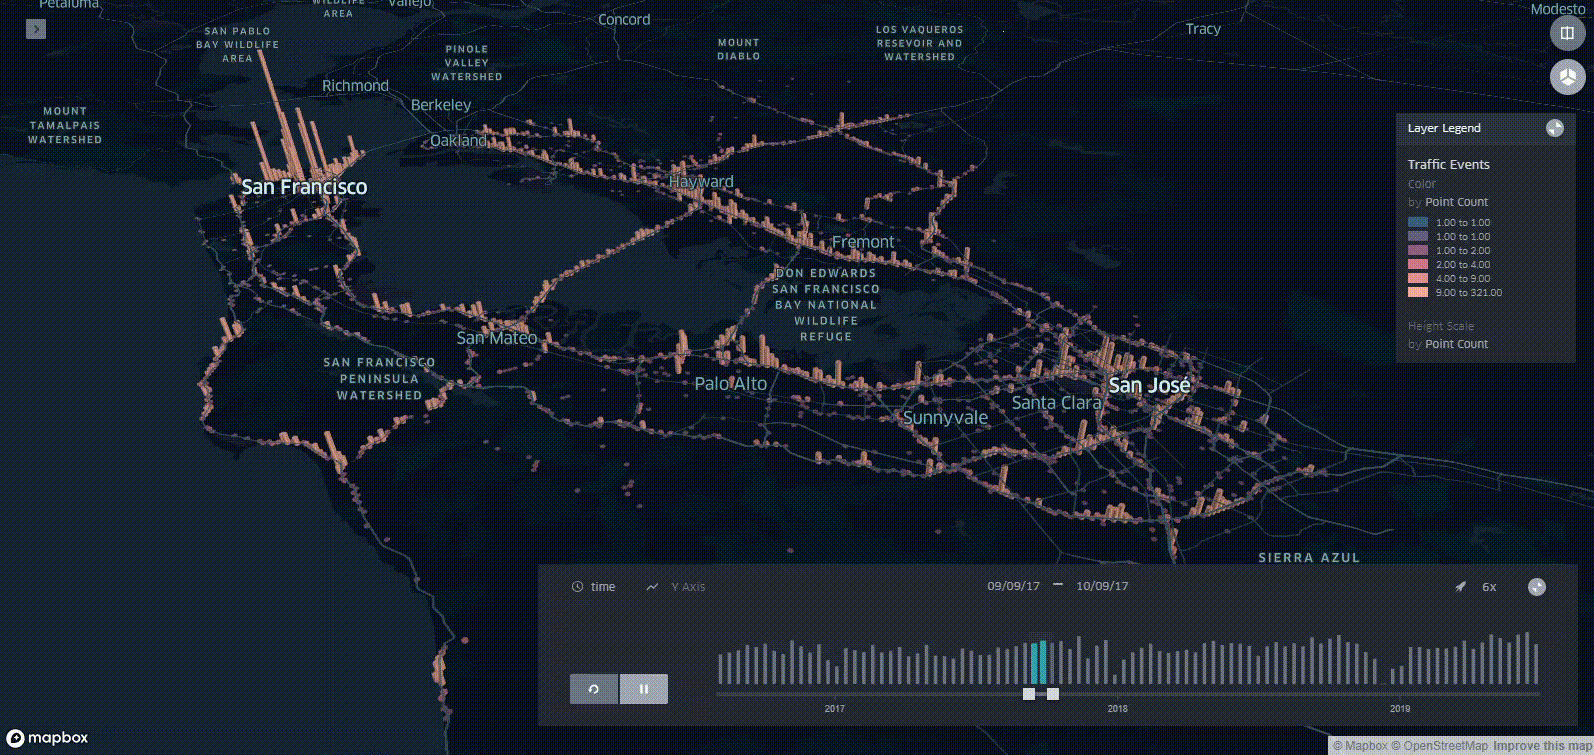 Petaluma
WILDLIFE
AREA
Vallejo
Concord
Modesto
SAN PABLO
BAY WILDLIFE
AREA
PINOLE
VALLEY
WATERSHED
MOUNT
DIABLO
LOS VAQUEROS
RESEVOIR AND
WATERSHED
Tracy
Richmond
Berkeley
MOUNT
TAMALPAIS
WATERSHED
Oakland
San Francisco
Hayward
Fremont
DON EDWARDS
SAN FRANCISCO
BAY NATIONAL
WILDLIFE
REFUGE
San Mateo
SAN FRANCISCO
PENINSULA
WATERSHED
Palo Alto
San José
Santa Clara
Sunnyvale
SIERRA AZUL
Layer Legend
Traffic Events
Color
by Point Count
1.00 to 1.00
1.00 to 1.00
1.00 to 2.00
2.00 to 4.00
4.00 to 9.00
9.00 to 321.00
Height Scale
by Point Count
time
Y Axis
09/09/17 — 10/09/17
6x
2017
2018
2019
mapbox
© Mapbox © OpenStreetMap Improve this map